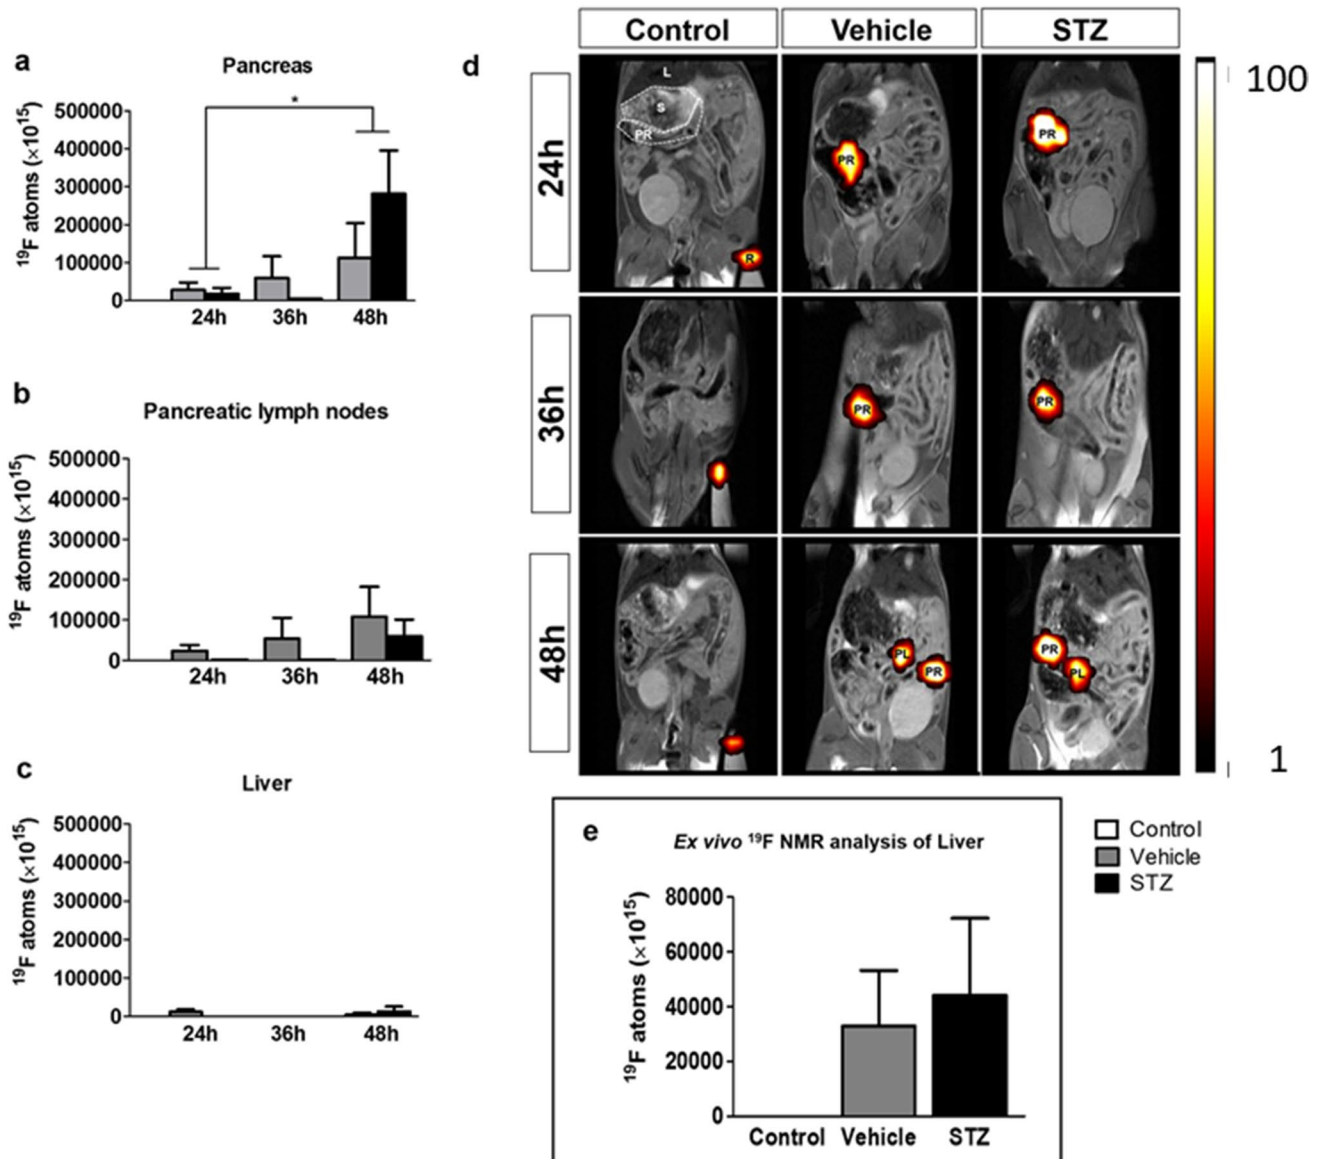 a
Pancreas
*
¹⁹F atoms (×10¹⁵)
500000
400000
300000
200000
100000
0
24h 36h 48h
b
Pancreatic lymph nodes
¹⁹F atoms (×10¹⁵)
500000
400000
300000
200000
100000
0
24h 36h 48h
c
Liver
¹⁹F atoms (×10¹⁵)
500000
400000
300000
200000
100000
0
24h 36h 48h
d
Control Vehicle STZ
24h
L
S
PR
R
PR
PR
36h
PR
PR
48h
PL
PR
PR
PL
100
1
e
Ex vivo ¹⁹F NMR analysis of Liver
¹⁹F atoms (×10¹⁵)
80000
60000
40000
20000
0
Control Vehicle STZ
Control
Vehicle
STZ